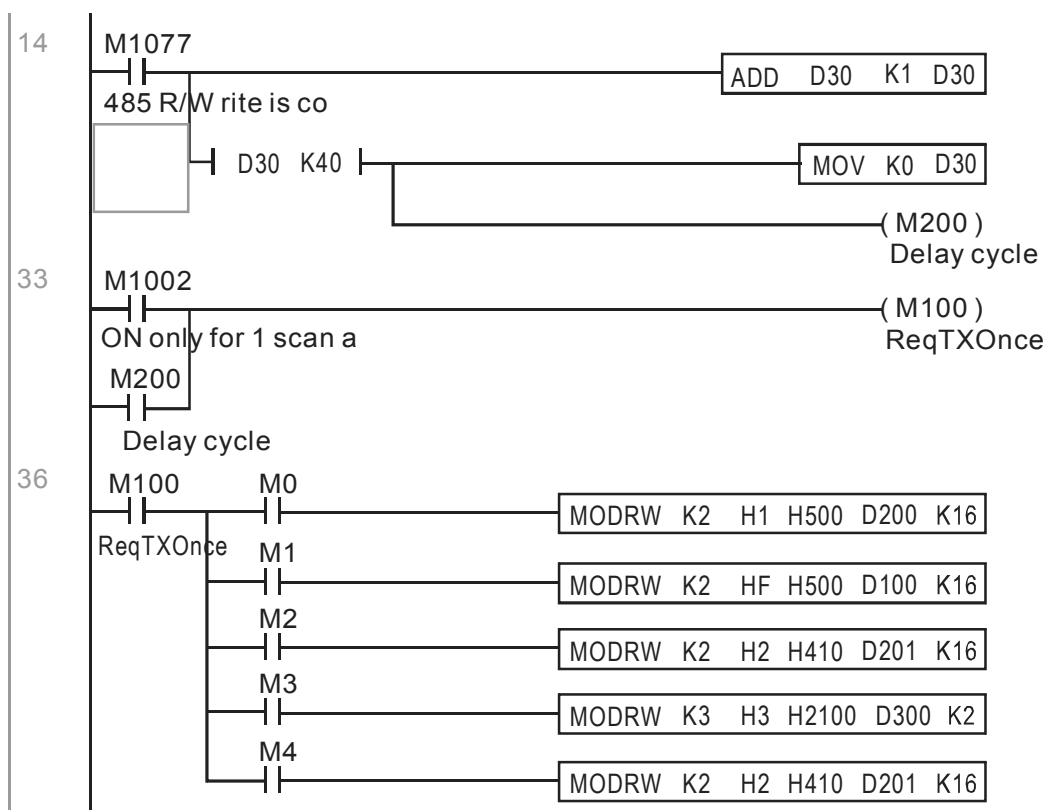 14 M1077
ADD D30 K1 D30
485 R/W rite is co
D30 K40
MOV K0 D30
( M200 )
Delay cycle
33 M1002
( M100 )
ON only for 1 scan a
ReqTXOnce
M200
Delay cycle
36 M100 M0
MODRW K2 H1 H500 D200 K16
ReqTXOnce
M1
MODRW K2 HF H500 D100 K16
M2
MODRW K2 H2 H410 D201 K16
M3
MODRW K3 H3 H2100 D300 K2
M4
MODRW K2 H2 H410 D201 K16